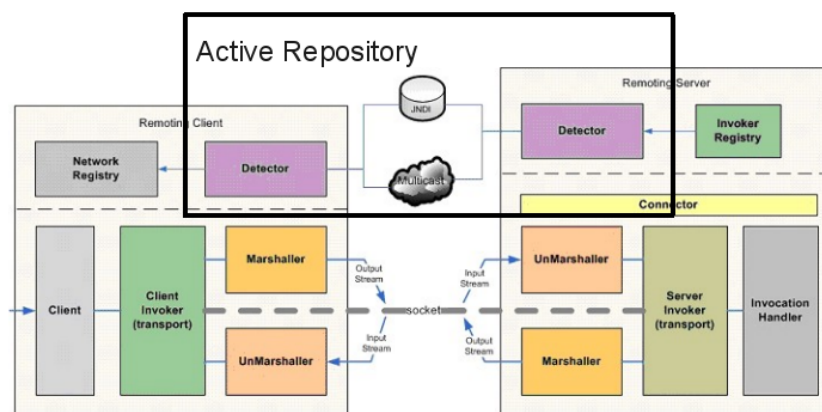 Active Repository
Remoting Server
JNDI
Remoting Client
Detector
Invoker
Registry
Network
Registry
Detector
Multicast
Connector
Client
Client
Invoker
(transport)
Marshaller
Output
Stream
Input
Stream
UnMarshaller
Server
Invoker
(transport)
Invocation
Handler
socket
UnMarshaller
Input
Stream
Output
Stream
Marshaller